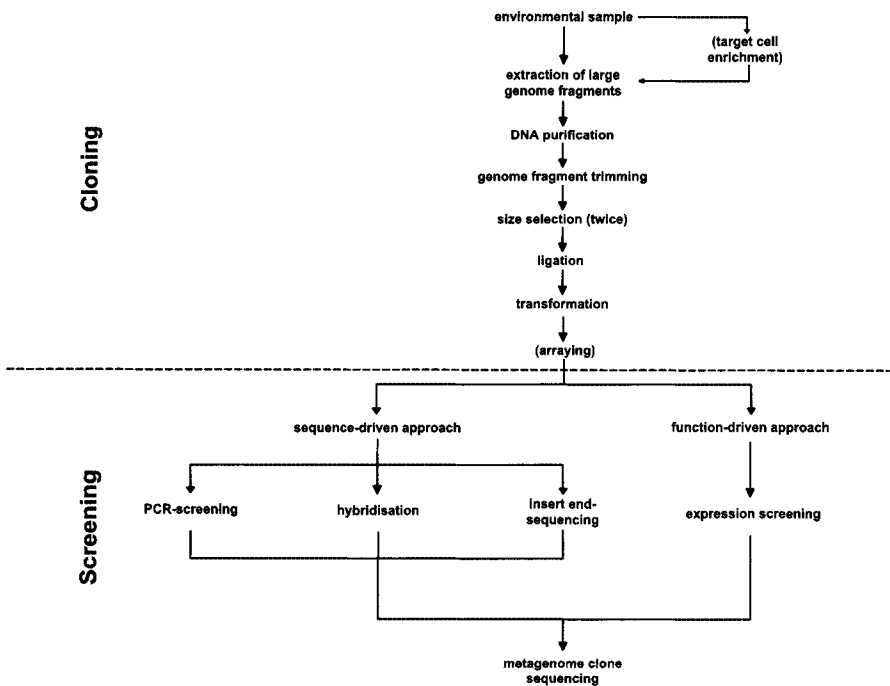 environmental sample
(target cell
enrichment)
extraction of large
genome fragments
DNA purification
genome fragment trimming
size selection (twice)
ligation
transformation
(arraying)
Cloning
sequence-driven approach
function-driven approach
PCR-screening
hybridisation
insert end-
sequencing
expression screening
Screening
metagenome clone
sequencing